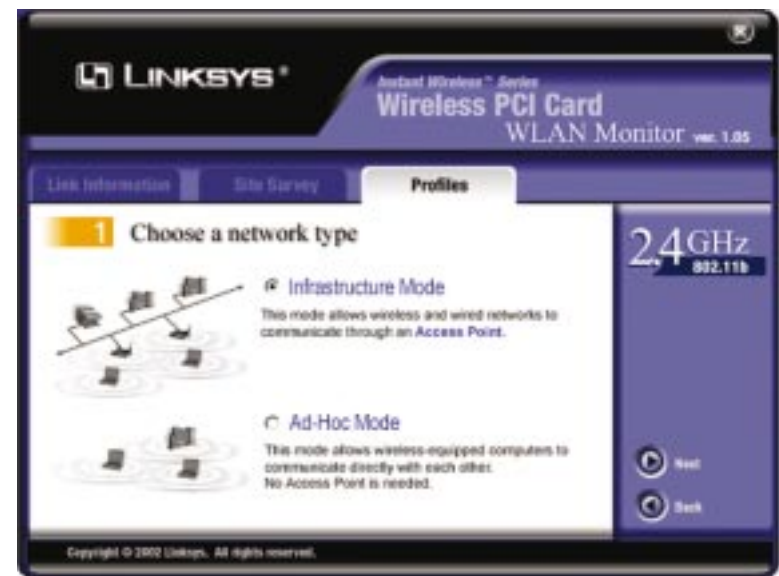 LINKSYS®
Instant Wireless™ Series
Wireless PCI Card
WLAN Monitor ver. 1.05
Link Information
Site Survey
Profiles
1 Choose a network type
2.4GHz
802.11b
Infrastructure Mode
This mode allows wireless and wired networks to
communicate through an Access Point.
Ad-Hoc Mode
This mode allows wireless-equipped computers to
communicate directly with each other.
No Access Point is needed.
Next
Back
Copyright © 2002 Linksys. All rights reserved.